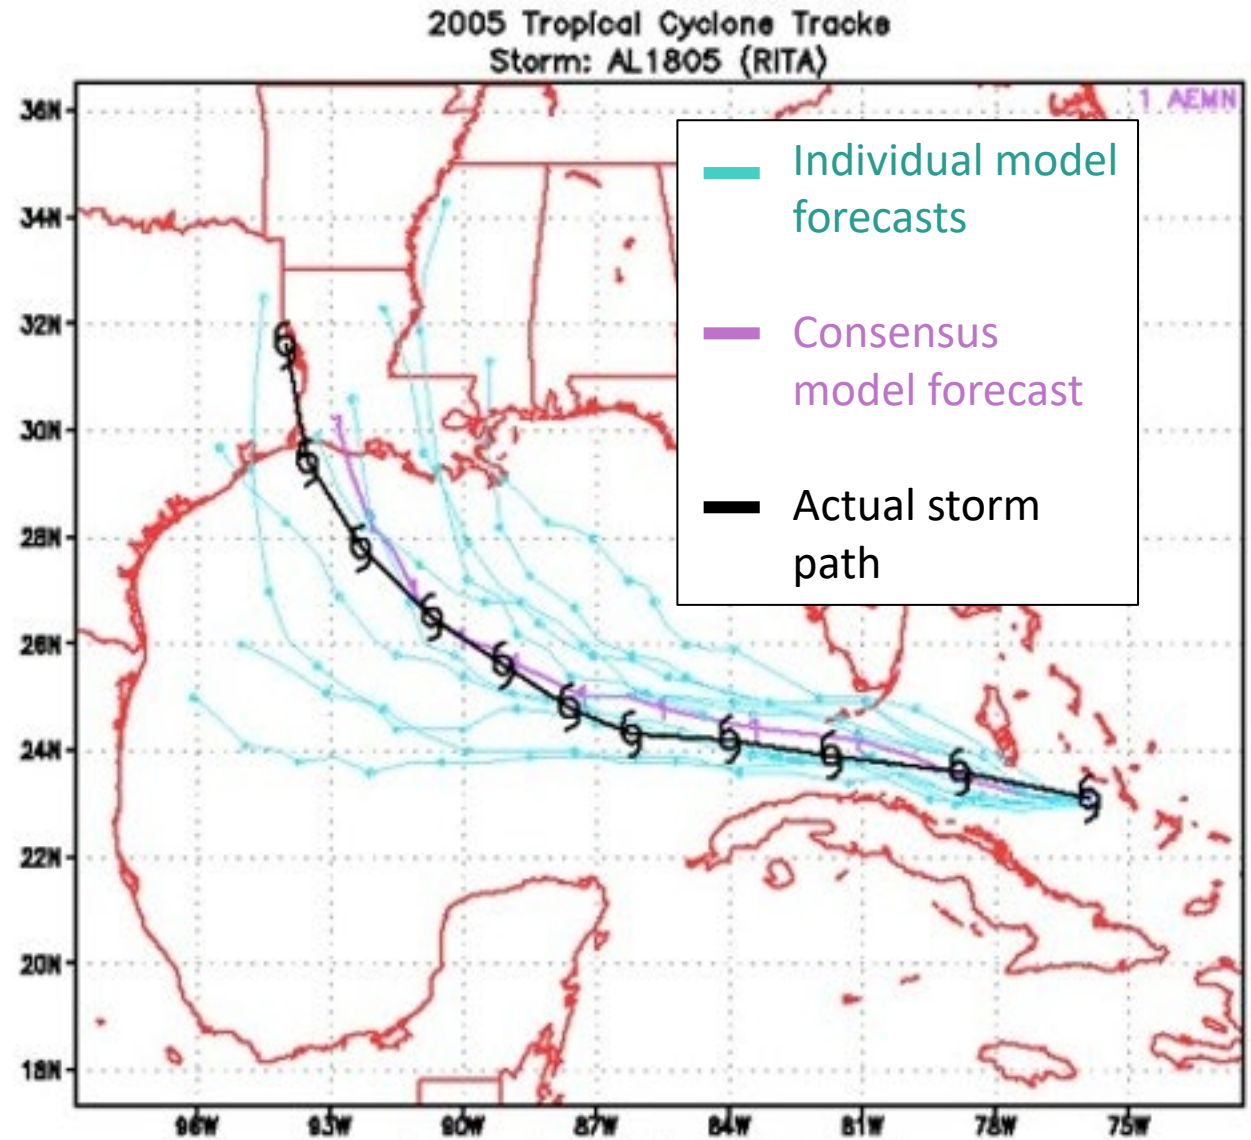 2005 Tropical Cyclone Tracks
Storm: AL1805 (RITA)
1 AEMN
36N
34N
32N
30N
28N
26N
24N
22N
20N
18N
Individual model
forecasts
Consensus
model forecast
Actual storm
path
96W 93W 90W 87W 84W 81W 78W 75W